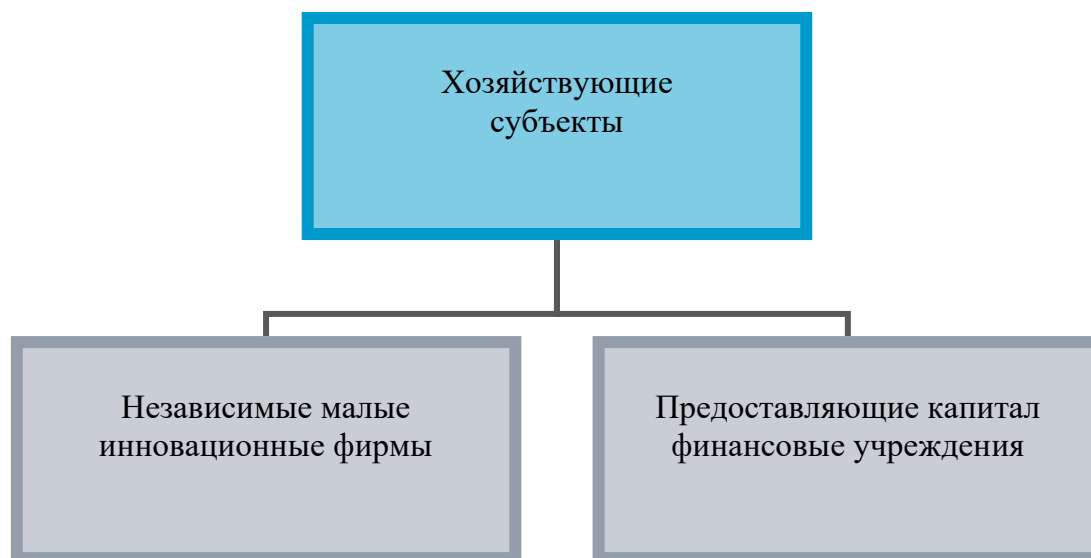 Хозяйствующие
субъекты
Независимые малые
инновационные фирмы
Предоставляющие капитал
финансовые учреждения